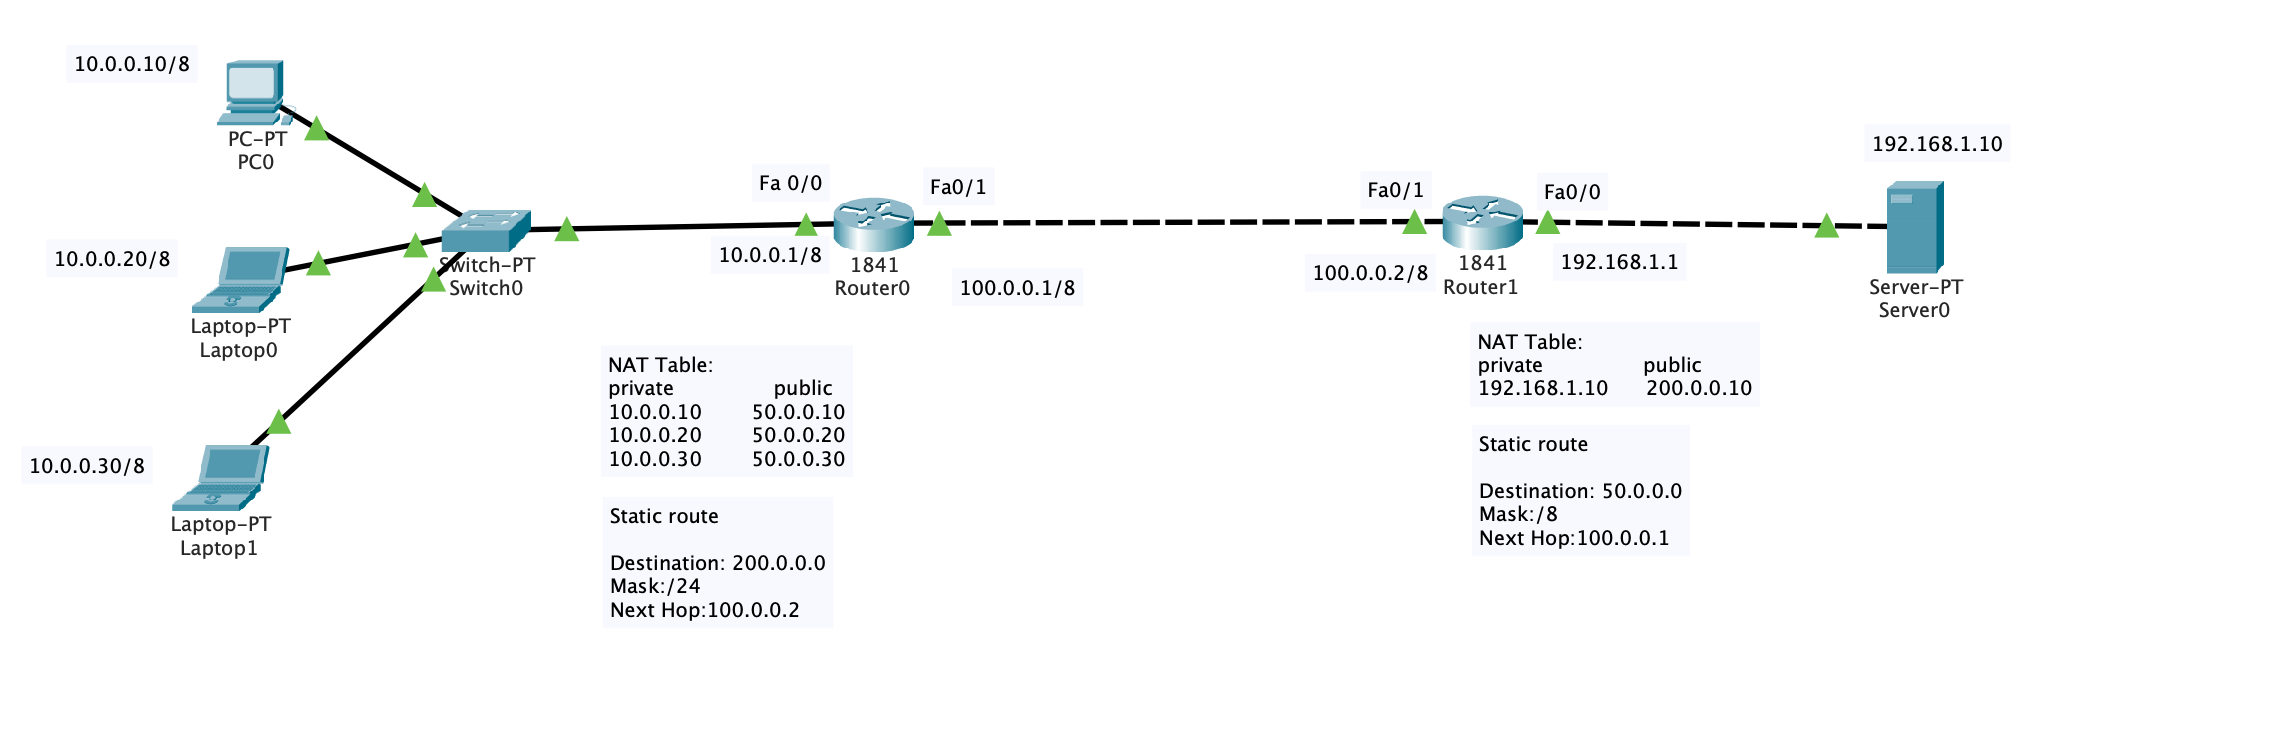 10.0.0.10/8
PC-PT
PC0
10.0.0.20/8
Laptop-PT
Laptop0
10.0.0.30/8
Laptop-PT
Laptop1
Switch-PT
Switch0
Fa 0/0
10.0.0.1/8
1841
Router0
Fa0/1
100.0.0.1/8
NAT Table:
private public
10.0.0.10 50.0.0.10
10.0.0.20 50.0.0.20
10.0.0.30 50.0.0.30
Static route
Destination: 200.0.0.0
Mask:/24
Next Hop:100.0.0.2
Fa0/1
100.0.0.2/8
1841
Router1
Fa0/0
192.168.1.1
NAT Table:
private public
192.168.1.10 200.0.0.10
Static route
Destination: 50.0.0.0
Mask:/8
Next Hop:100.0.0.1
192.168.1.10
Server-PT
Server0